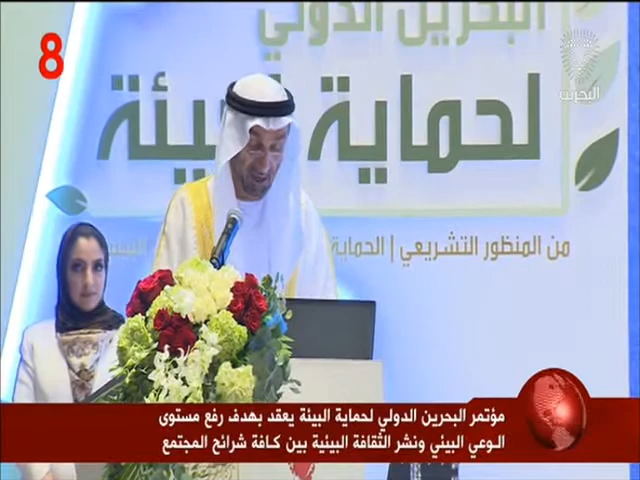 8
البحرين الدولي
لحماية البيئة
من المنظور التشريعي | الحماية
البحرين
مؤتمر البحرين الدولي لحماية البيئة يعقد بهدف رفع مستوى
الوعي البيئي ونشر الثقافة البيئية بين كافة شرائح المجتمع